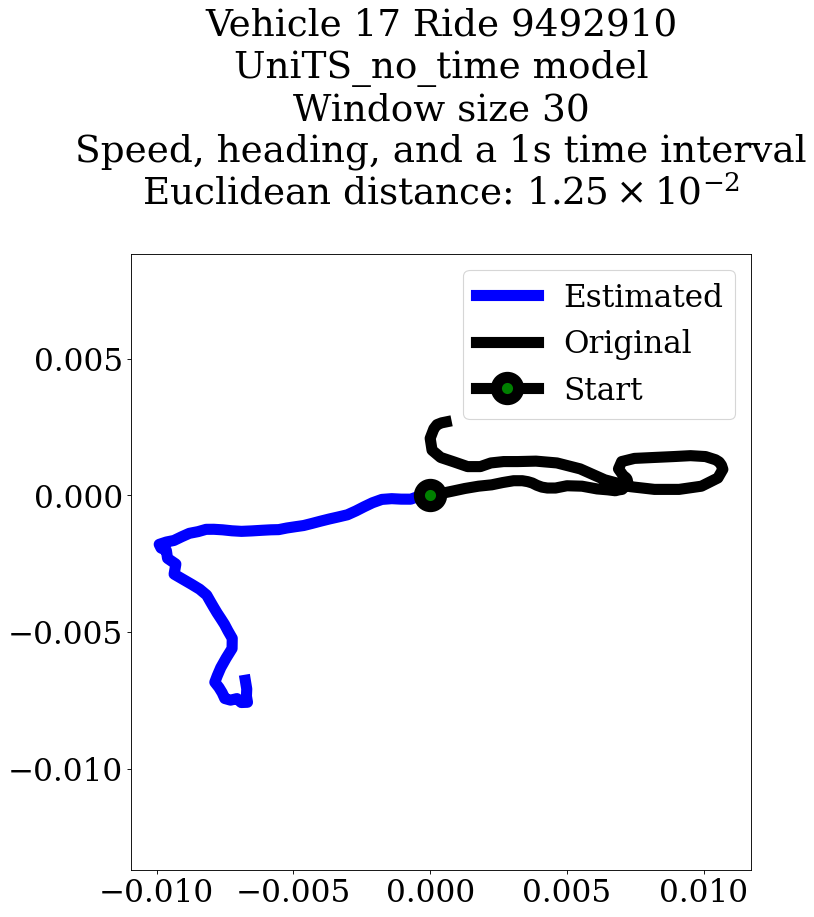 Vehicle 17 Ride 9492910
UniTS_no_time model
Window size 30
Speed, heading, and a 1s time interval
Euclidean distance: 1.25 × 10⁻²
Estimated
Original
Start
0.005
0.000
−0.005
−0.010
−0.010 −0.005 0.000 0.005 0.010